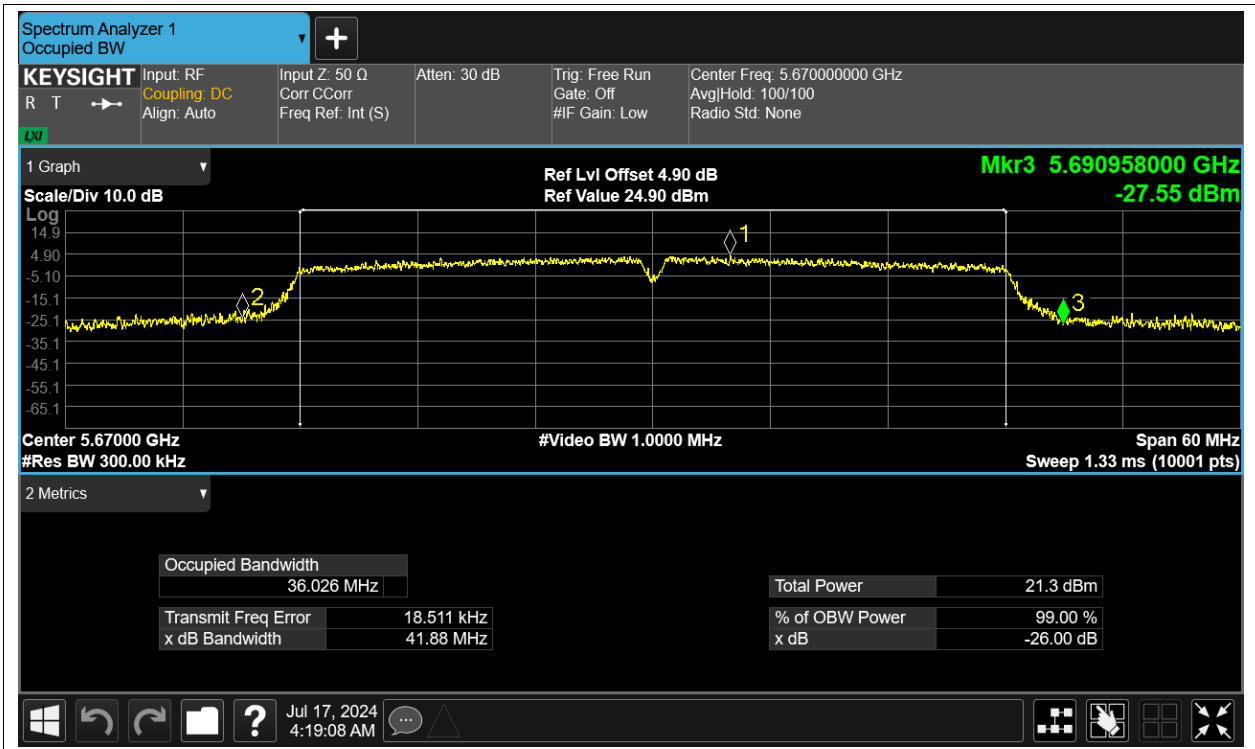 Spectrum Analyzer 1
Occupied BW
KEYSIGHT
R T
LXI
Input: RF
Coupling: DC
Align: Auto
Input Z: 50 Ω
Corr CCorr
Freq Ref: Int (S)
Atten: 30 dB
Trig: Free Run
Gate: Off
#IF Gain: Low
Center Freq: 5.670000000 GHz
Avg|Hold: 100/100
Radio Std: None
1 Graph
Scale/Div 10.0 dB
Ref Lvl Offset 4.90 dB
Ref Value 24.90 dBm
Mkr3 5.690958000 GHz
-27.55 dBm
Log
14.9
4.90
-5.10
-15.1
-25.1
-35.1
-45.1
-55.1
-65.1
1
2
3
Center 5.67000 GHz
#Res BW 300.00 kHz
#Video BW 1.0000 MHz
Span 60 MHz
Sweep 1.33 ms (10001 pts)
2 Metrics
Occupied Bandwidth
36.026 MHz
Transmit Freq Error 18.511 kHz
x dB Bandwidth 41.88 MHz
Total Power 21.3 dBm
% of OBW Power 99.00 %
x dB -26.00 dB
?
Jul 17, 2024
4:19:08 AM